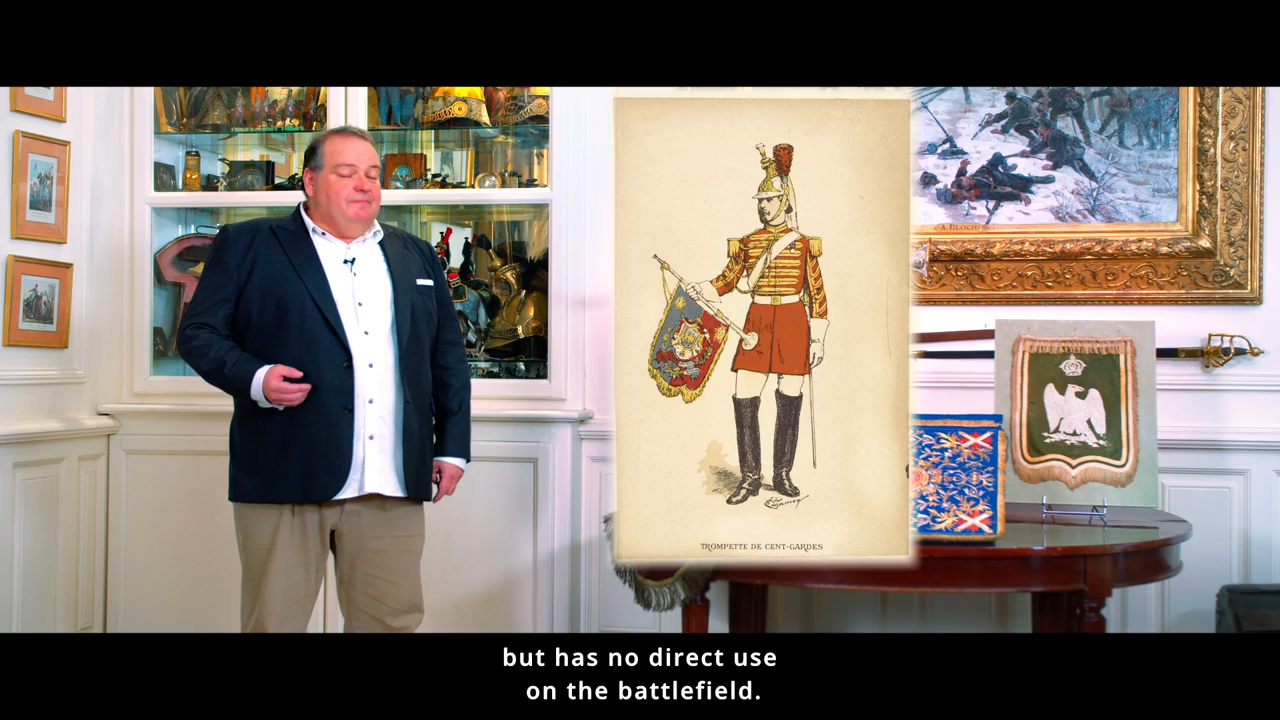 A. BLOCH
TROMPETTE DE CENT-GARDES
but has no direct use
on the battlefield.